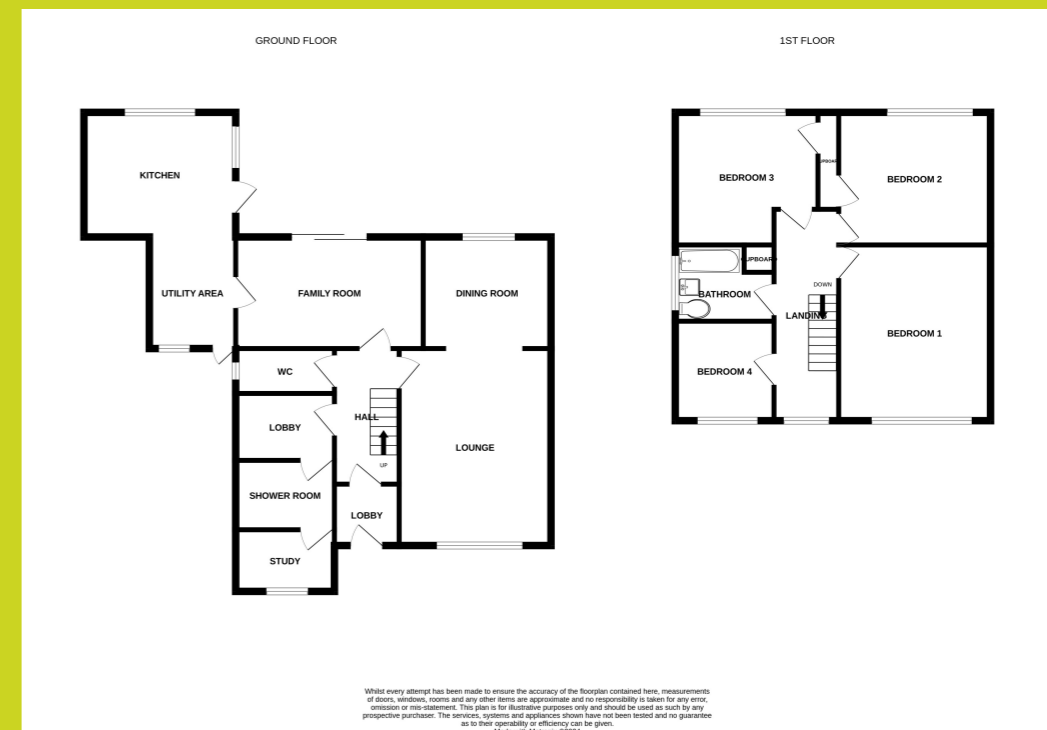 GROUND FLOOR
1ST FLOOR
KITCHEN
UTILITY AREA
FAMILY ROOM
DINING ROOM
WC
HALL
LOBBY
LOUNGE
UP
SHOWER ROOM
LOBBY
STUDY
BEDROOM 3
BEDROOM 2
BATHROOM
DOWN
BEDROOM 1
BEDROOM 4
Whilst every attempt has been made to ensure the accuracy of the floorplan contained here, measurements
of doors, windows, rooms and any other items are approximate and no responsibility is taken for any error,
omission or mis-statement. This plan is for illustrative purposes only and should be used as such by any
prospective purchaser. The services, systems and appliances shown have not been tested and no guarantee
as to their operability or efficiency can be given.